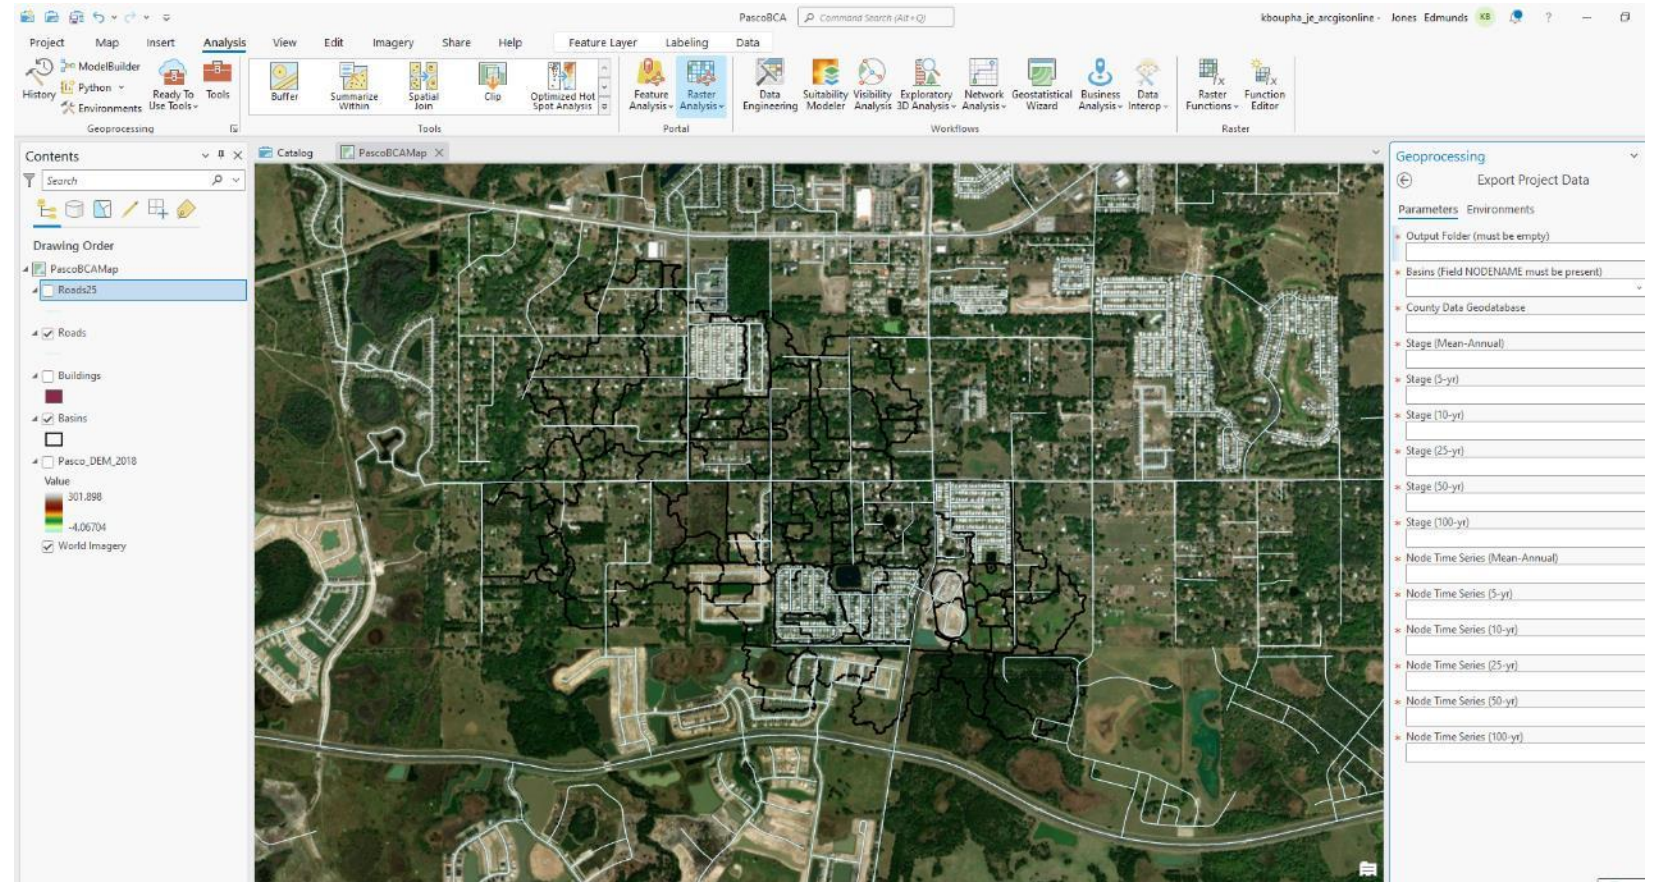 PascoBCA
Command Search (Alt+Q)
kboupha_je_arcgisonline - Jones Edmunds KB ?
Project Map Insert Analysis View Edit Imagery Share Help Feature Layer Labeling Data
History
ModelBuilder
Python
Environments
Ready To Use Tools
Tools
Geoprocessing
Buffer
Summarize Within
Spatial Join
Clip
Optimized Hot Spot Analysis
Tools
Feature Analysis
Raster Analysis
Portal
Data Engineering
Suitability Modeler
Visibility Analysis
Exploratory 3D Analysis
Network Analysis
Geostatistical Wizard
Business Analysis
Data Interop
Workflows
Raster Functions
Function Editor
Raster
Contents
Search
Drawing Order
PascoBCAMap
Roads25
Roads
Buildings
Basins
Pasco_DEM_2018
Value
301.898
-4.06704
World Imagery
Catalog PascoBCAMap
Geoprocessing
Export Project Data
Parameters Environments
* Output Folder (must be empty)
* Basins (Field NODENAME must be present)
* County Data Geodatabase
* Stage (Mean-Annual)
* Stage (5-yr)
* Stage (10-yr)
* Stage (25-yr)
* Stage (50-yr)
* Stage (100-yr)
* Node Time Series (Mean-Annual)
* Node Time Series (5-yr)
* Node Time Series (10-yr)
* Node Time Series (25-yr)
* Node Time Series (50-yr)
* Node Time Series (100-yr)